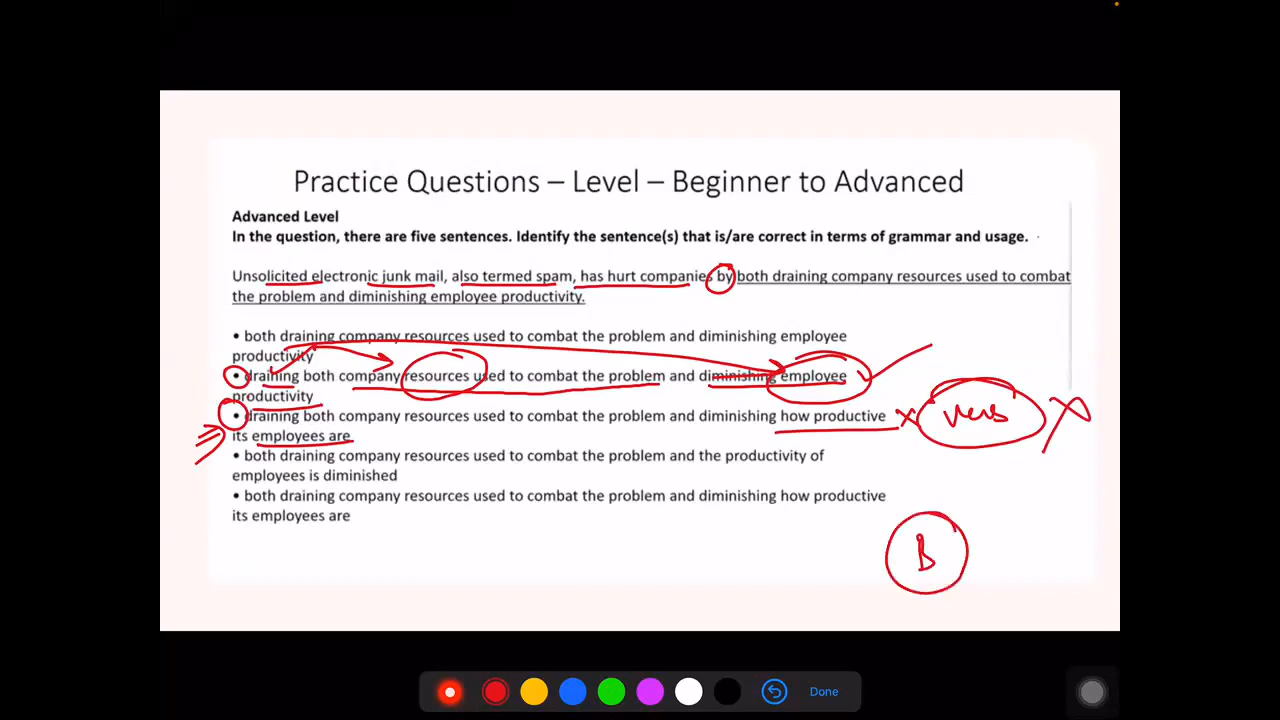 Practice Questions – Level – Beginner to Advanced
Advanced Level
In the question, there are five sentences. Identify the sentence(s) that is/are correct in terms of grammar and usage.
Unsolicited electronic junk mail, also termed spam, has hurt companies by both draining company resources used to combat
the problem and diminishing employee productivity.
• both draining company resources used to combat the problem and diminishing employee
productivity
• draining both company resources used to combat the problem and diminishing employee
productivity
• draining both company resources used to combat the problem and diminishing how productive
its employees are
• both draining company resources used to combat the problem and the productivity of
employees is diminished
• both draining company resources used to combat the problem and diminishing how productive
its employees are
B
Done